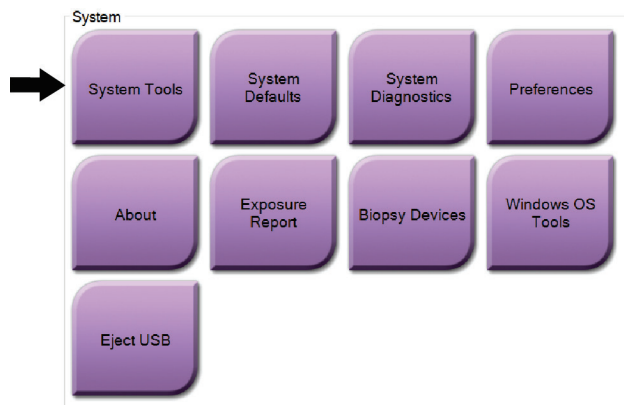 System
System Tools
System
Defaults
System
Diagnostics
Preferences
About
Exposure
Report
Biopsy Devices
Windows OS
Tools
Eject USB